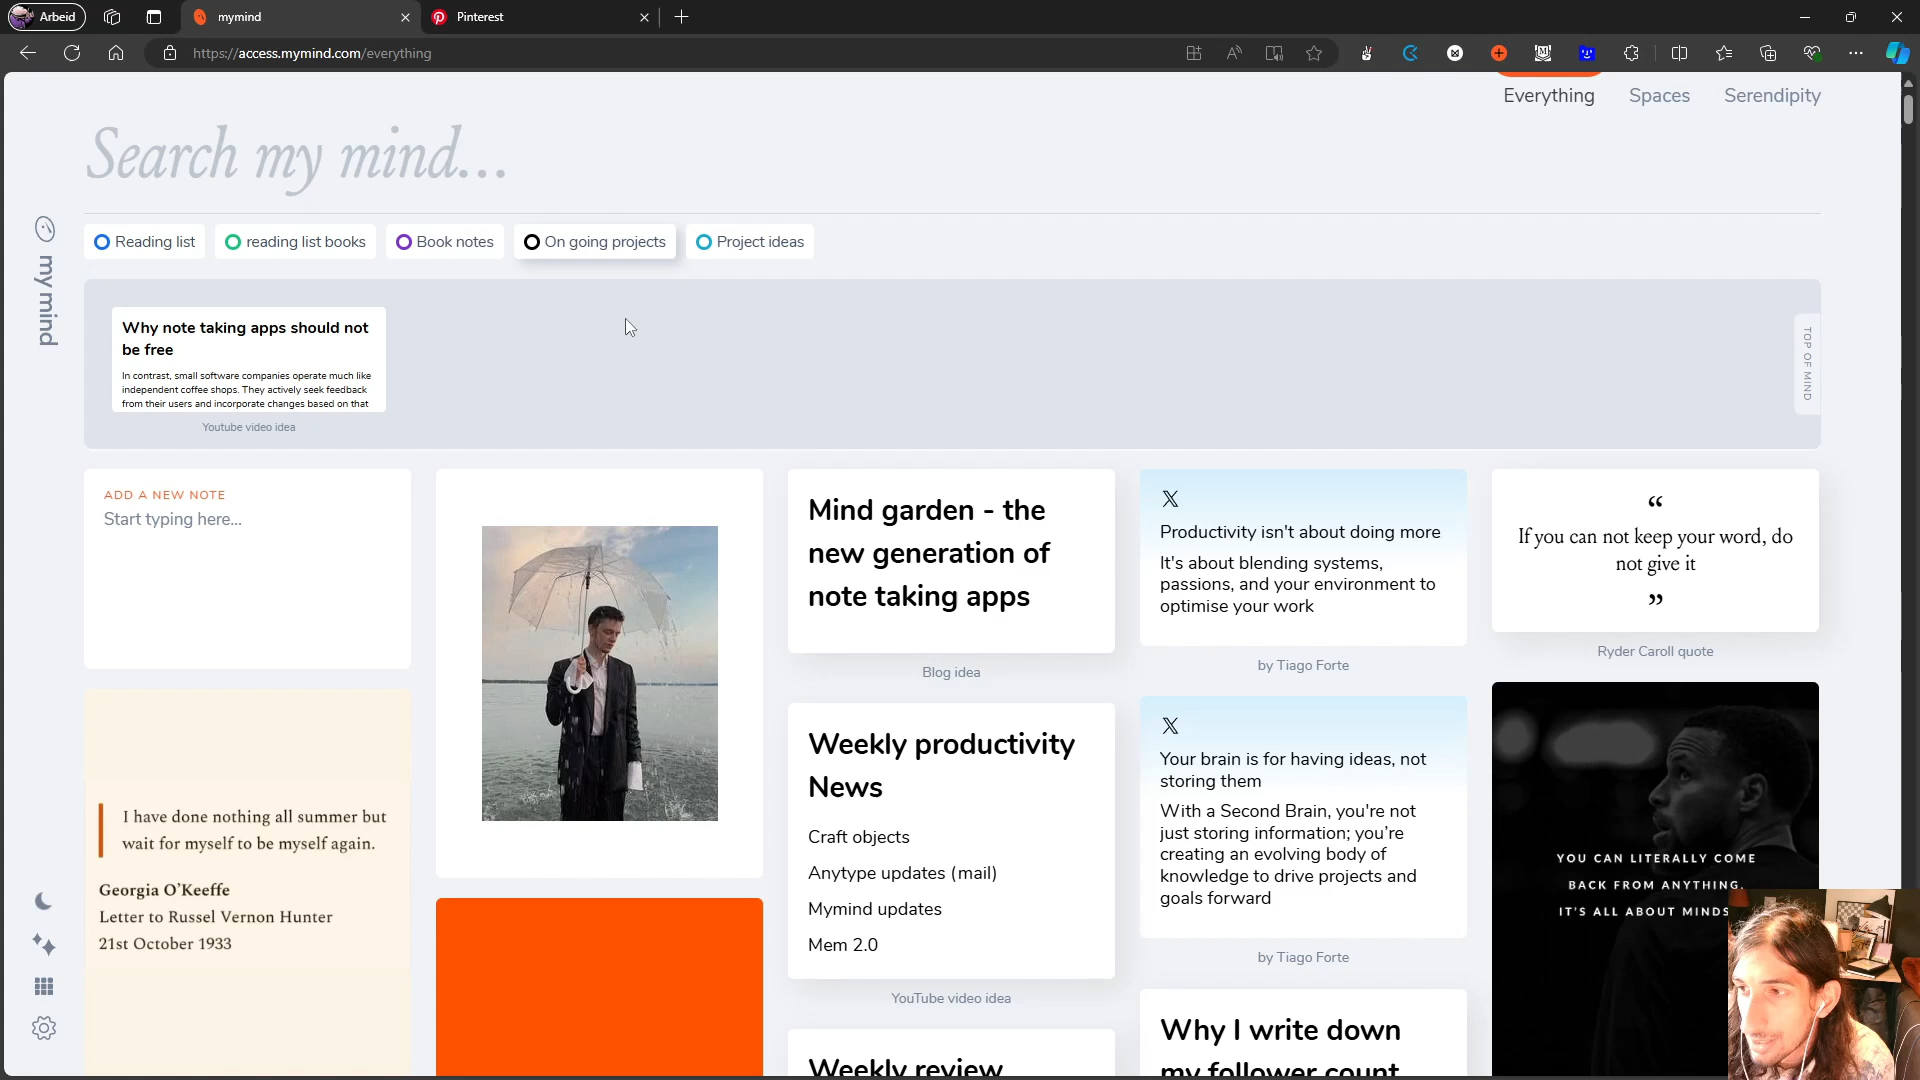 Arbeid
mymind
Pinterest
https://access.mymind.com/everything
Everything
Spaces
Serendipity
Search my mind...
my mind
Reading list
reading list books
Book notes
On going projects
Project ideas
Why note taking apps should not
be free
In contrast, small software companies operate much like
independent coffee shops. They actively seek feedback
from their users and incorporate changes based on that
Youtube video idea
TOP OF MIND
ADD A NEW NOTE
Start typing here...
I have done nothing all summer but
wait for myself to be myself again.
Georgia O'Keeffe
Letter to Russel Vernon Hunter
21st October 1933
Mind garden - the
new generation of
note taking apps
Blog idea
Weekly productivity
News
Craft objects
Anytype updates (mail)
Mymind updates
Mem 2.0
YouTube video idea
Weekly review
X
Productivity isn't about doing more
It's about blending systems,
passions, and your environment to
optimise your work
by Tiago Forte
X
Your brain is for having ideas, not
storing them
With a Second Brain, you're not
just storing information; you're
creating an evolving body of
knowledge to drive projects and
goals forward
by Tiago Forte
Why I write down
my follower count
“
If you can not keep your word, do
not give it
”
Ryder Caroll quote
YOU CAN LITERALLY COME
BACK FROM ANYTHING.
IT'S ALL ABOUT MINDS